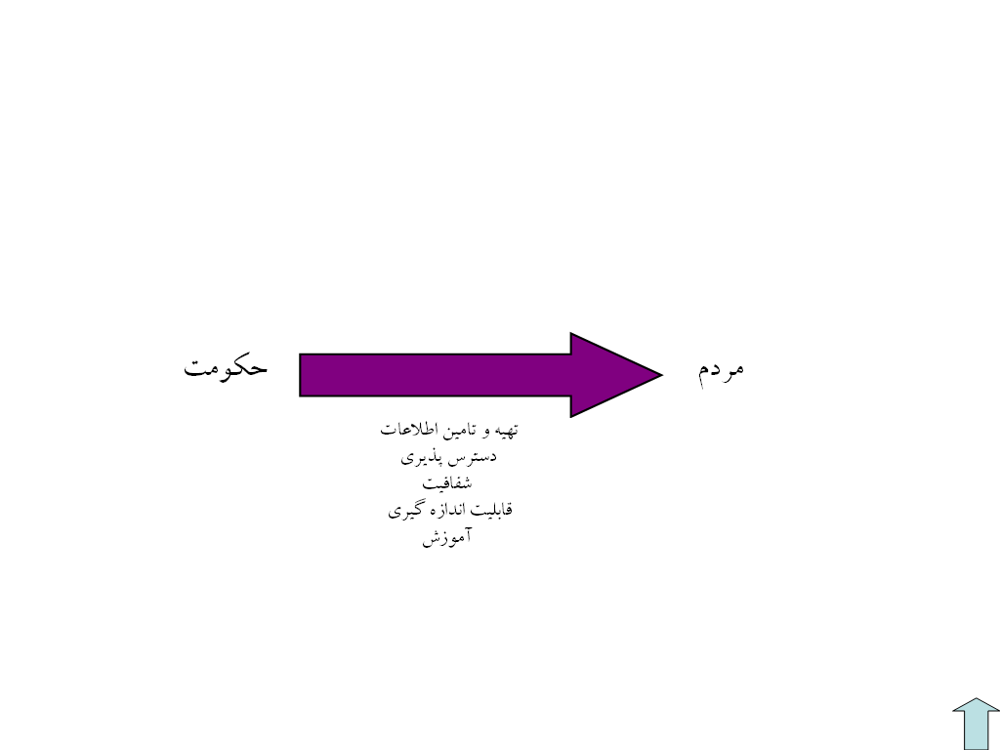 مردم
حکومت
تهیه و تامین اطلاعات
دسترس پذیری
شفافیت
قابلیت اندازه گیری
آموزش